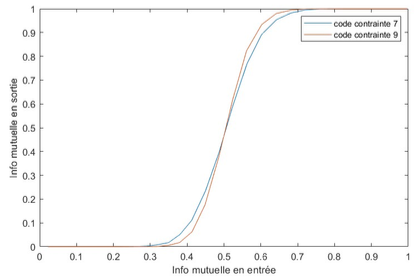 1
0.9
0.8
0.7
0.6
0.5
0.4
0.3
0.2
0.1
0
Info mutuelle en sortie
code contrainte 7
code contrainte 9
0 0.1 0.2 0.3 0.4 0.5 0.6 0.7 0.8 0.9 1
Info mutuelle en entrée